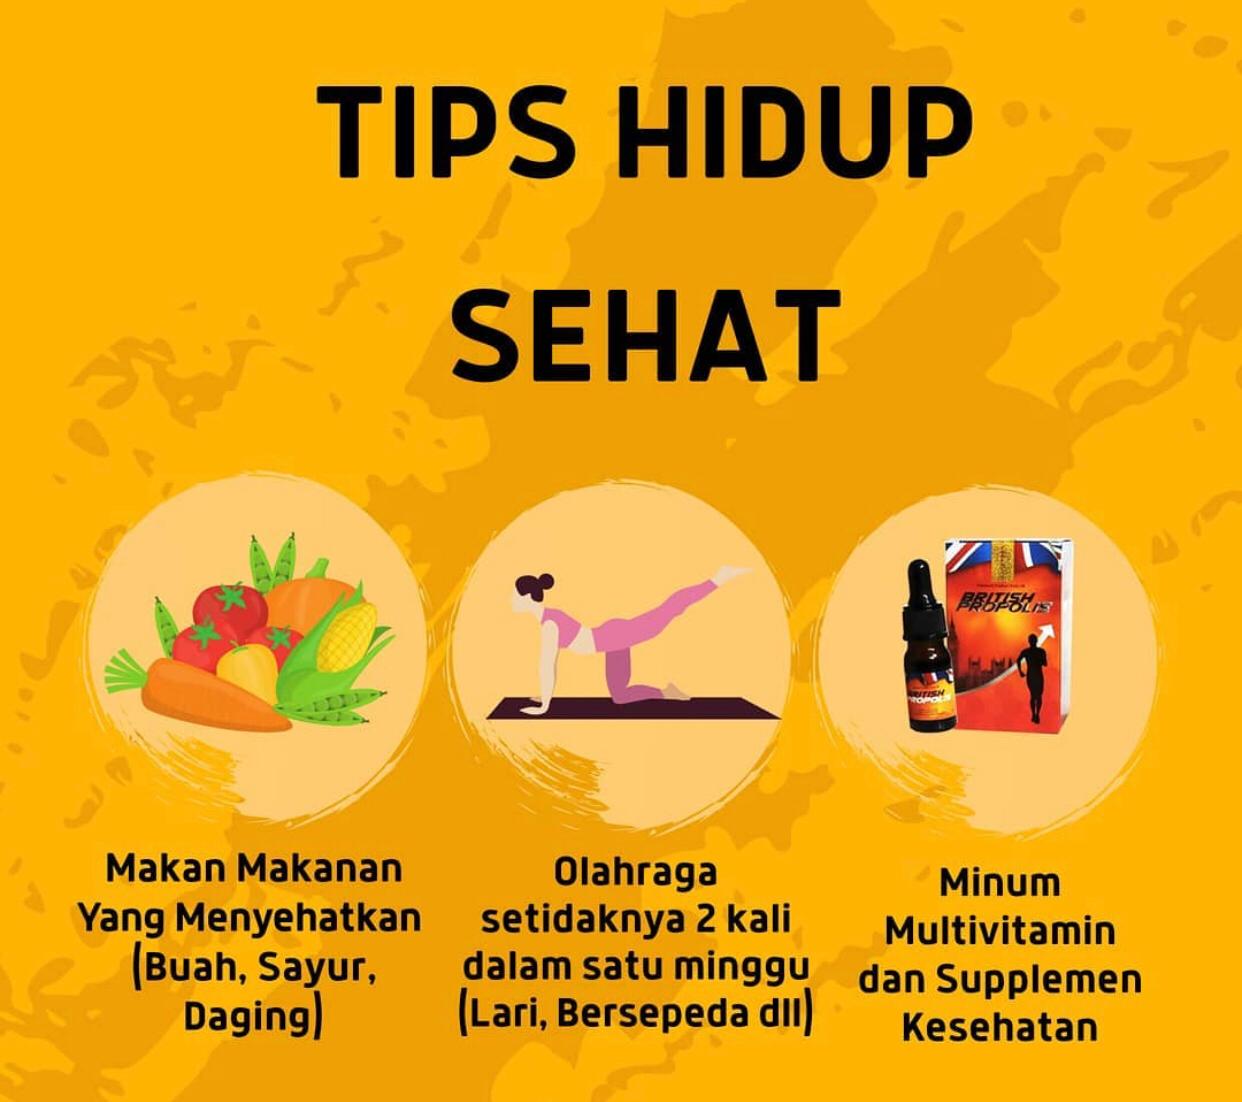 TIPS HIDUP
SEHAT
BRITISH
PROPOLIS
BRITISH
PROPOLIS
Makan Makanan
Yang Menyehatkan
(Buah, Sayur,
Daging)
Olahraga
setidaknya 2 kali
dalam satu minggu
(Lari, Bersepeda dll)
Minum
Multivitamin
dan Supplemen
Kesehatan